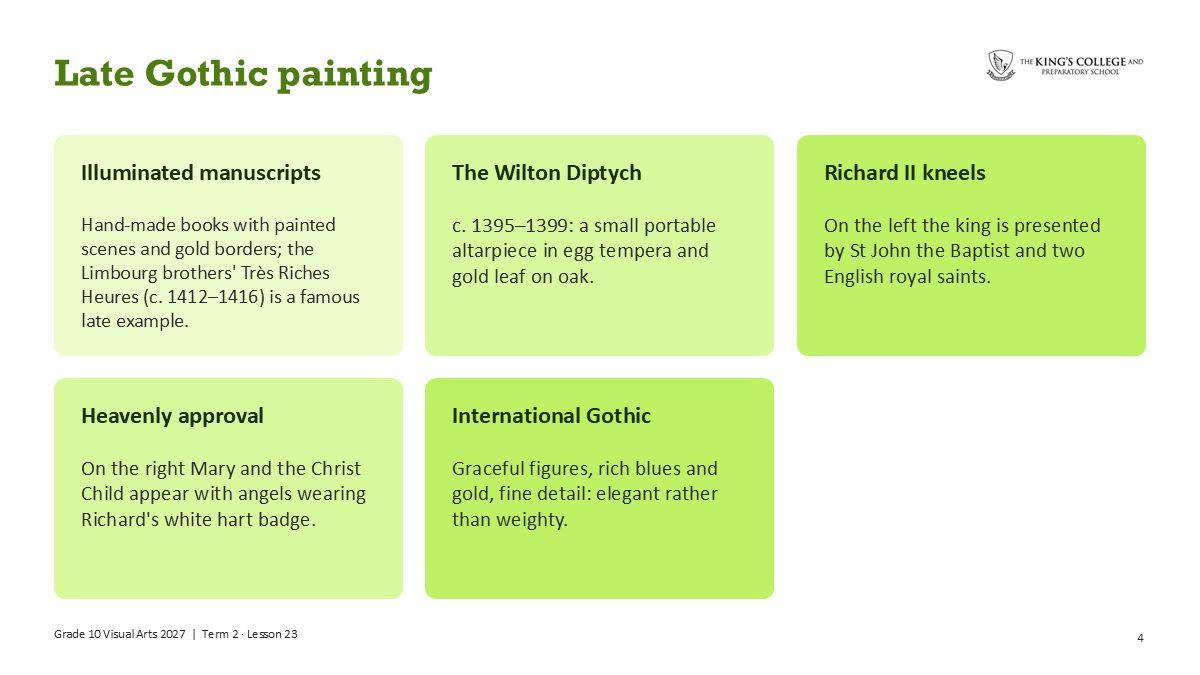 Late Gothic painting
THE KING'S COLLEGE AND
PREPARATORY SCHOOL
Illuminated manuscripts
Hand-made books with painted
scenes and gold borders; the
Limbourg brothers' Très Riches
Heures (c. 1412–1416) is a famous
late example.
The Wilton Diptych
c. 1395–1399: a small portable
altarpiece in egg tempera and
gold leaf on oak.
Richard II kneels
On the left the king is presented
by St John the Baptist and two
English royal saints.
Heavenly approval
On the right Mary and the Christ
Child appear with angels wearing
Richard's white hart badge.
International Gothic
Graceful figures, rich blues and
gold, fine detail: elegant rather
than weighty.
Grade 10 Visual Arts 2027 | Term 2 · Lesson 23
4